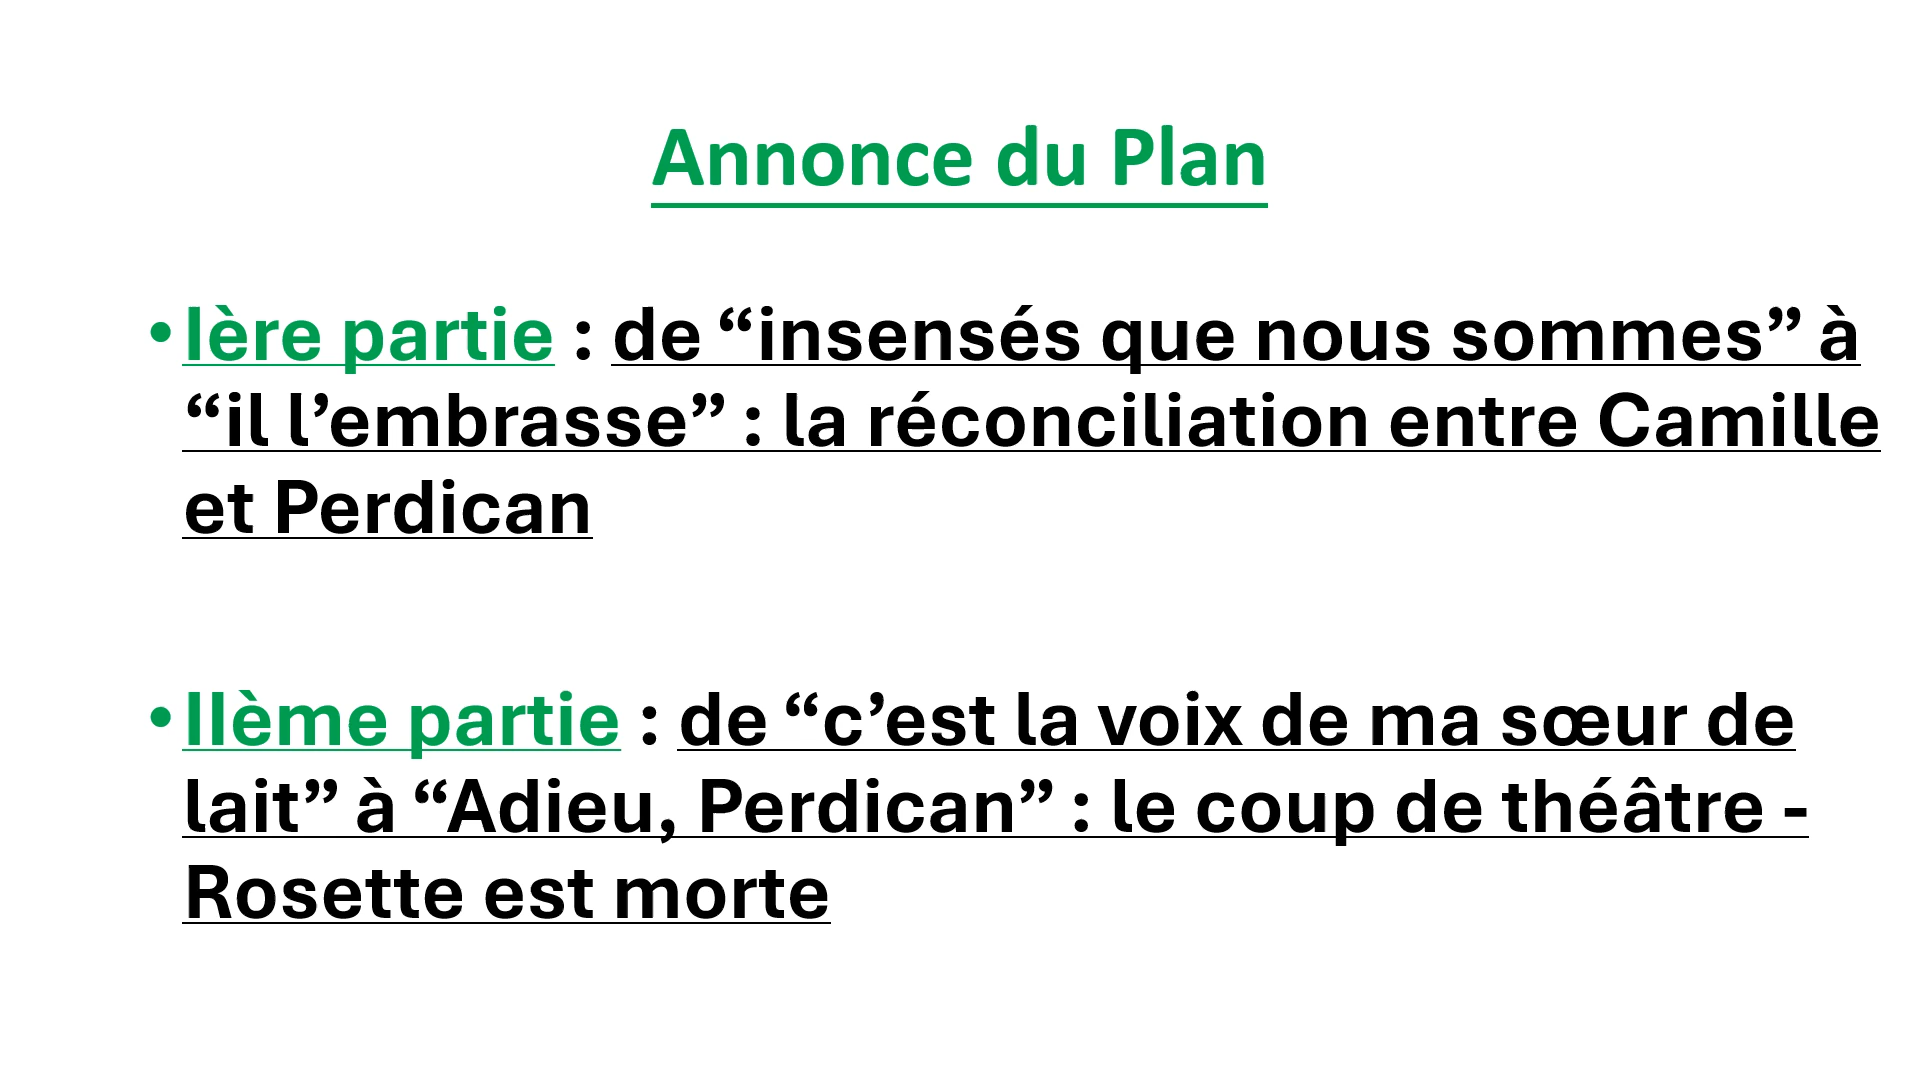 Annonce du Plan
• Ière partie : de “insensés que nous sommes” à
“il l’embrasse” : la réconciliation entre Camille
et Perdican
• IIème partie : de “c’est la voix de ma sœur de
lait” à “Adieu, Perdican” : le coup de théâtre -
Rosette est morte